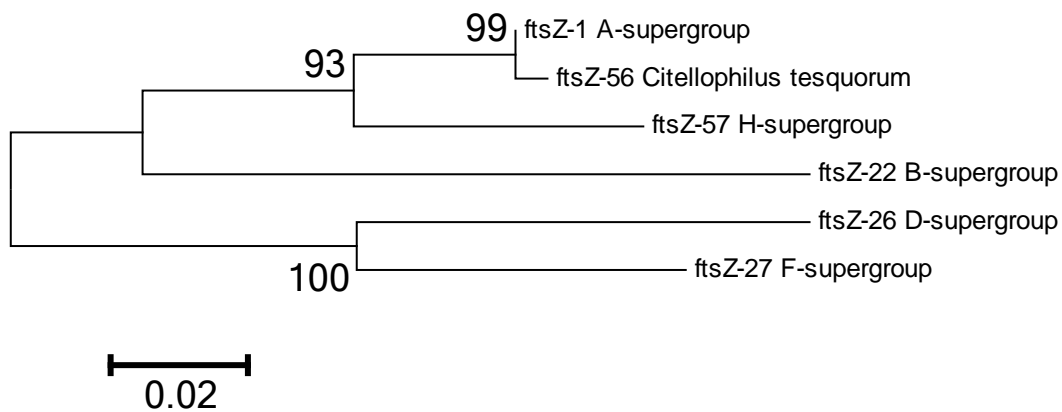 99
ftsZ-1 A-supergroup
93
ftsZ-56 Citellophilus tesquorum
ftsZ-57 H-supergroup
ftsZ-22 B-supergroup
ftsZ-26 D-supergroup
100
ftsZ-27 F-supergroup
0.02